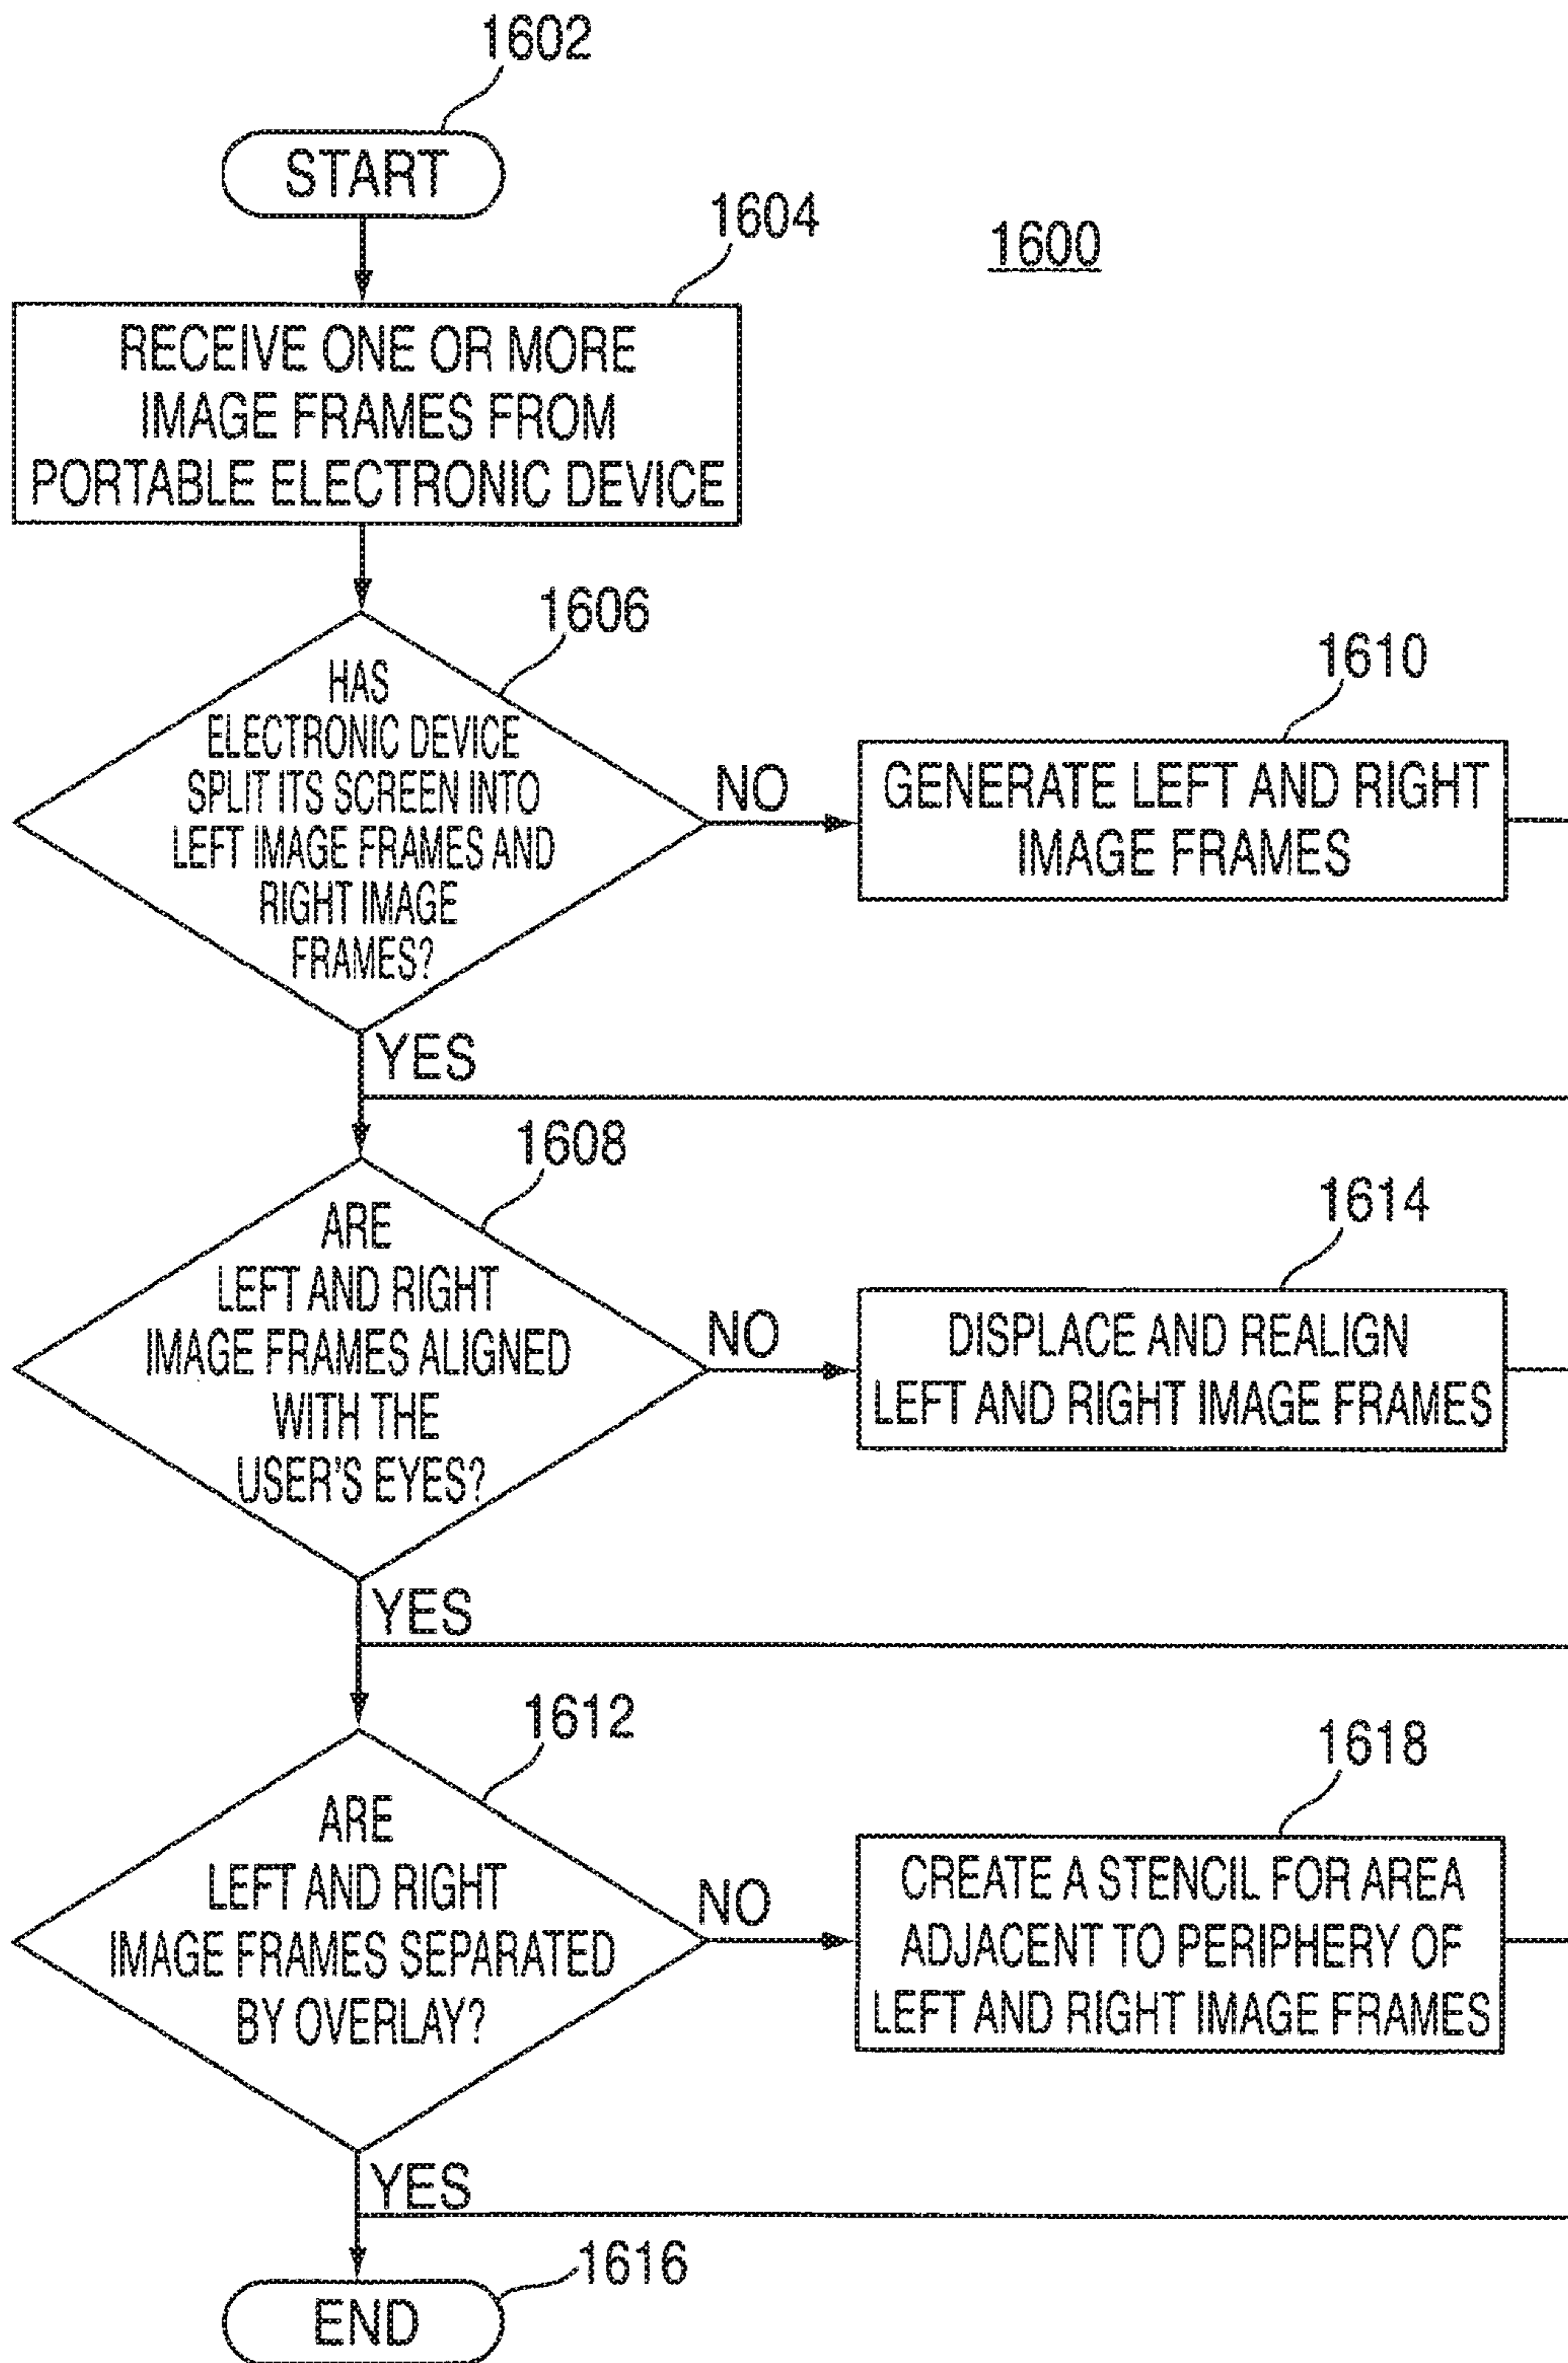 1602
START
1604
1600
RECEIVE ONE OR MORE
IMAGE FRAMES FROM
PORTABLE ELECTRONIC DEVICE
1606
HAS
ELECTRONIC DEVICE
SPLIT ITS SCREEN INTO
LEFT IMAGE FRAMES AND
RIGHT IMAGE
FRAMES?
NO
1610
GENERATE LEFT AND RIGHT
IMAGE FRAMES
YES
1608
ARE
LEFT AND RIGHT
IMAGE FRAMES ALIGNED
WITH THE
USER'S EYES?
NO
1614
DISPLACE AND REALIGN
LEFT AND RIGHT IMAGE FRAMES
YES
1612
ARE
LEFT AND RIGHT
IMAGE FRAMES SEPARATED
BY OVERLAY?
NO
1618
CREATE A STENCIL FOR AREA
ADJACENT TO PERIPHERY OF
LEFT AND RIGHT IMAGE FRAMES
YES
1616
END